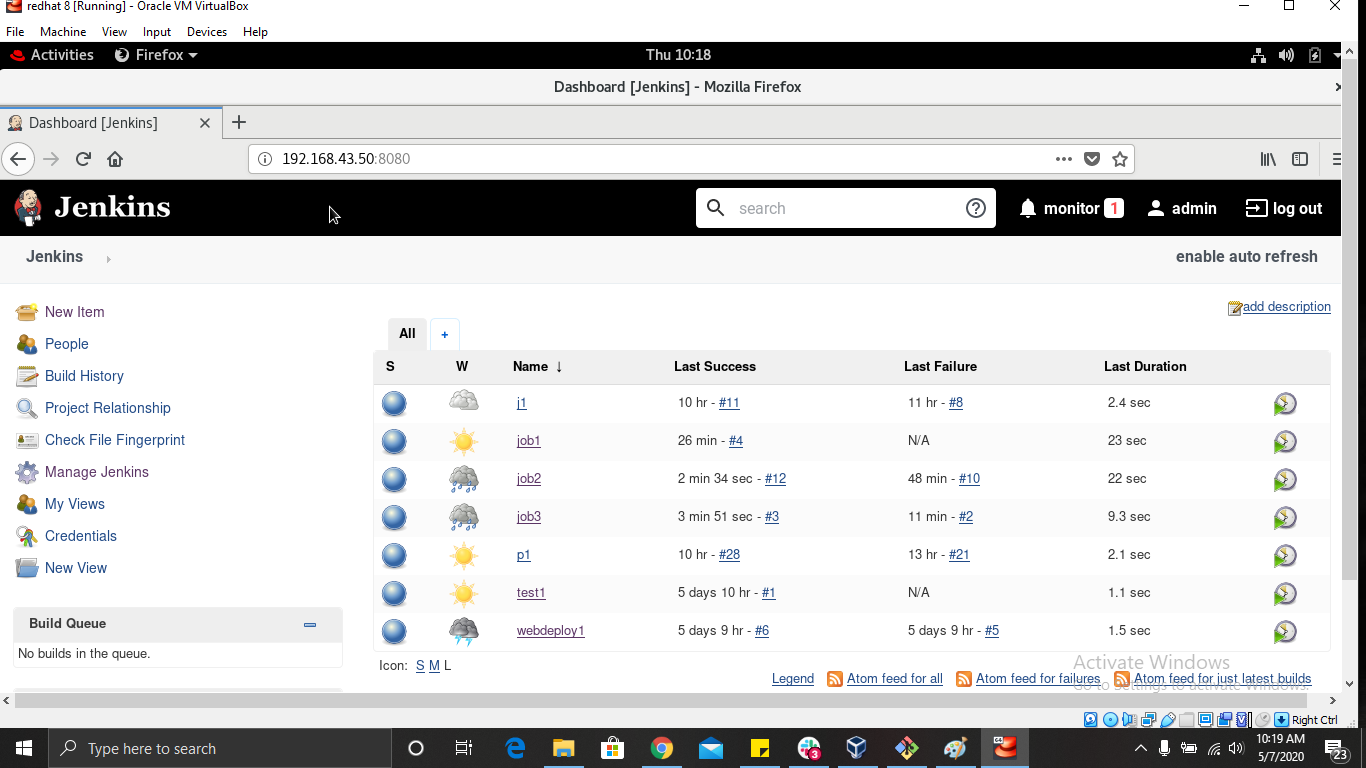 redhat 8 [Running] - Oracle VM VirtualBox
File Machine View Input Devices Help
Activities Firefox Thu 10:18
Dashboard [Jenkins] - Mozilla Firefox
Dashboard [Jenkins]
192.168.43.50:8080
Jenkins search monitor 1 admin log out
Jenkins enable auto refresh
add description
New Item
People
Build History
Project Relationship
Check File Fingerprint
Manage Jenkins
My Views
Credentials
New View
Build Queue
No builds in the queue.
All +
S W Name ↓ Last Success Last Failure Last Duration
j1 10 hr - #11 11 hr - #8 2.4 sec
job1 26 min - #4 N/A 23 sec
job2 2 min 34 sec - #12 48 min - #10 22 sec
job3 3 min 51 sec - #3 11 min - #2 9.3 sec
p1 10 hr - #28 13 hr - #21 2.1 sec
test1 5 days 10 hr - #1 N/A 1.1 sec
webdeploy1 5 days 9 hr - #6 5 days 9 hr - #5 1.5 sec
Icon: S M L
Legend Atom feed for all Atom feed for failures Atom feed for just latest builds
Activate Windows
Go to Settings to activate Windows.
Right Ctrl
Type here to search
3
64
10:19 AM
5/7/2020
23